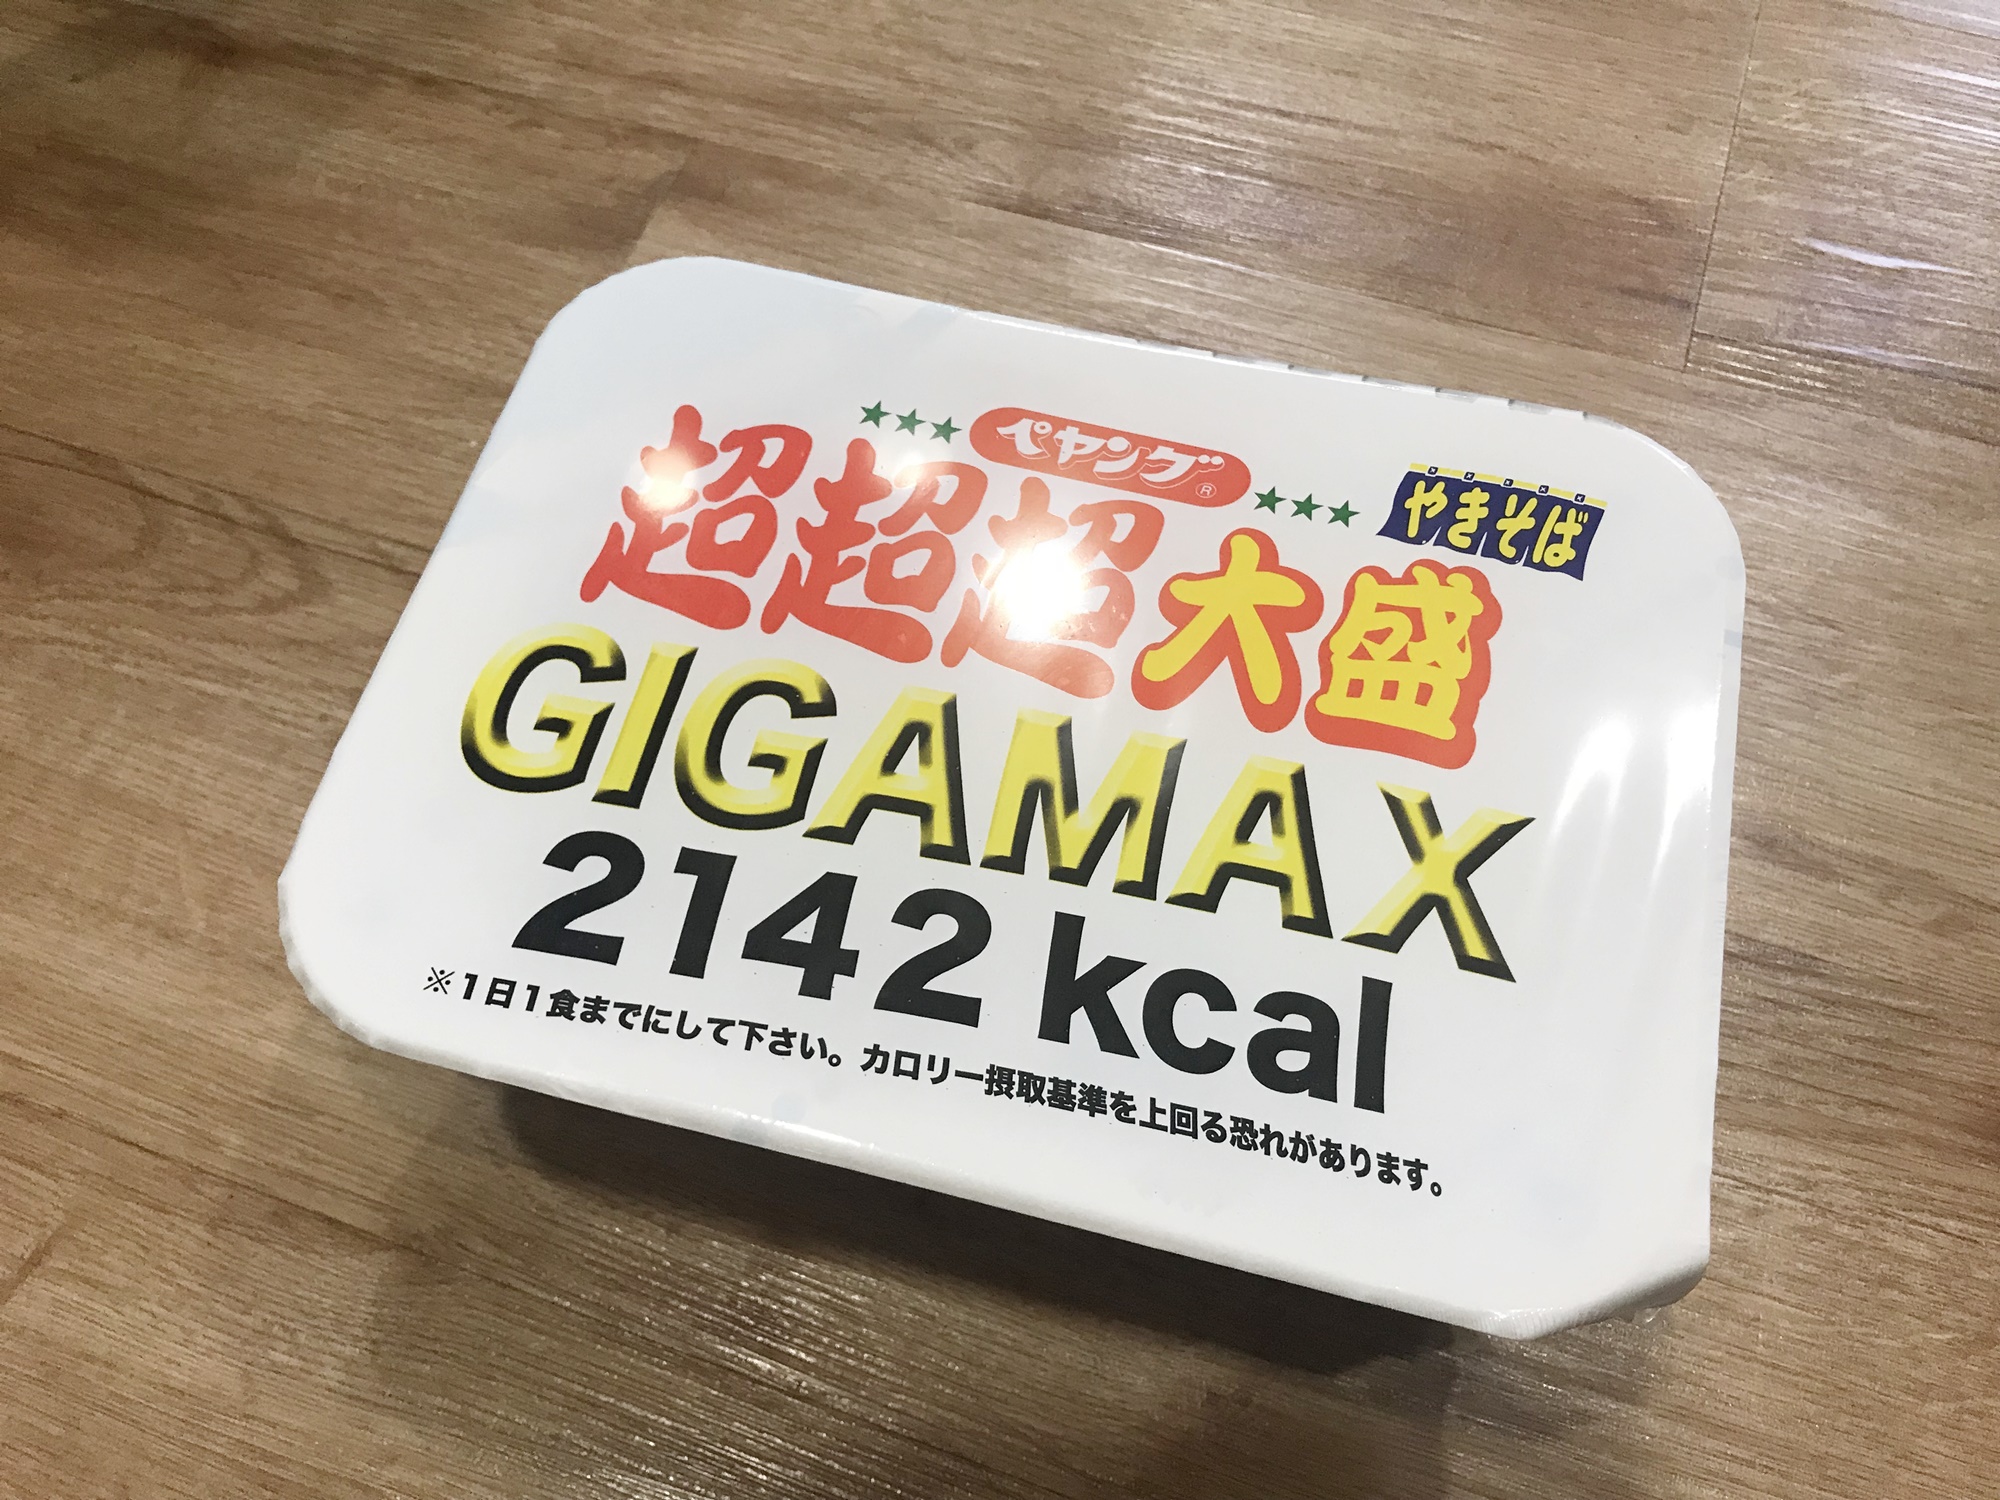 ★★★ペヤング®★★★
やきそば
超超超大盛
GIGAMAX
2142 kcal
※1日1食までにして下さい。カロリー摂取基準を上回る恐れがあります。